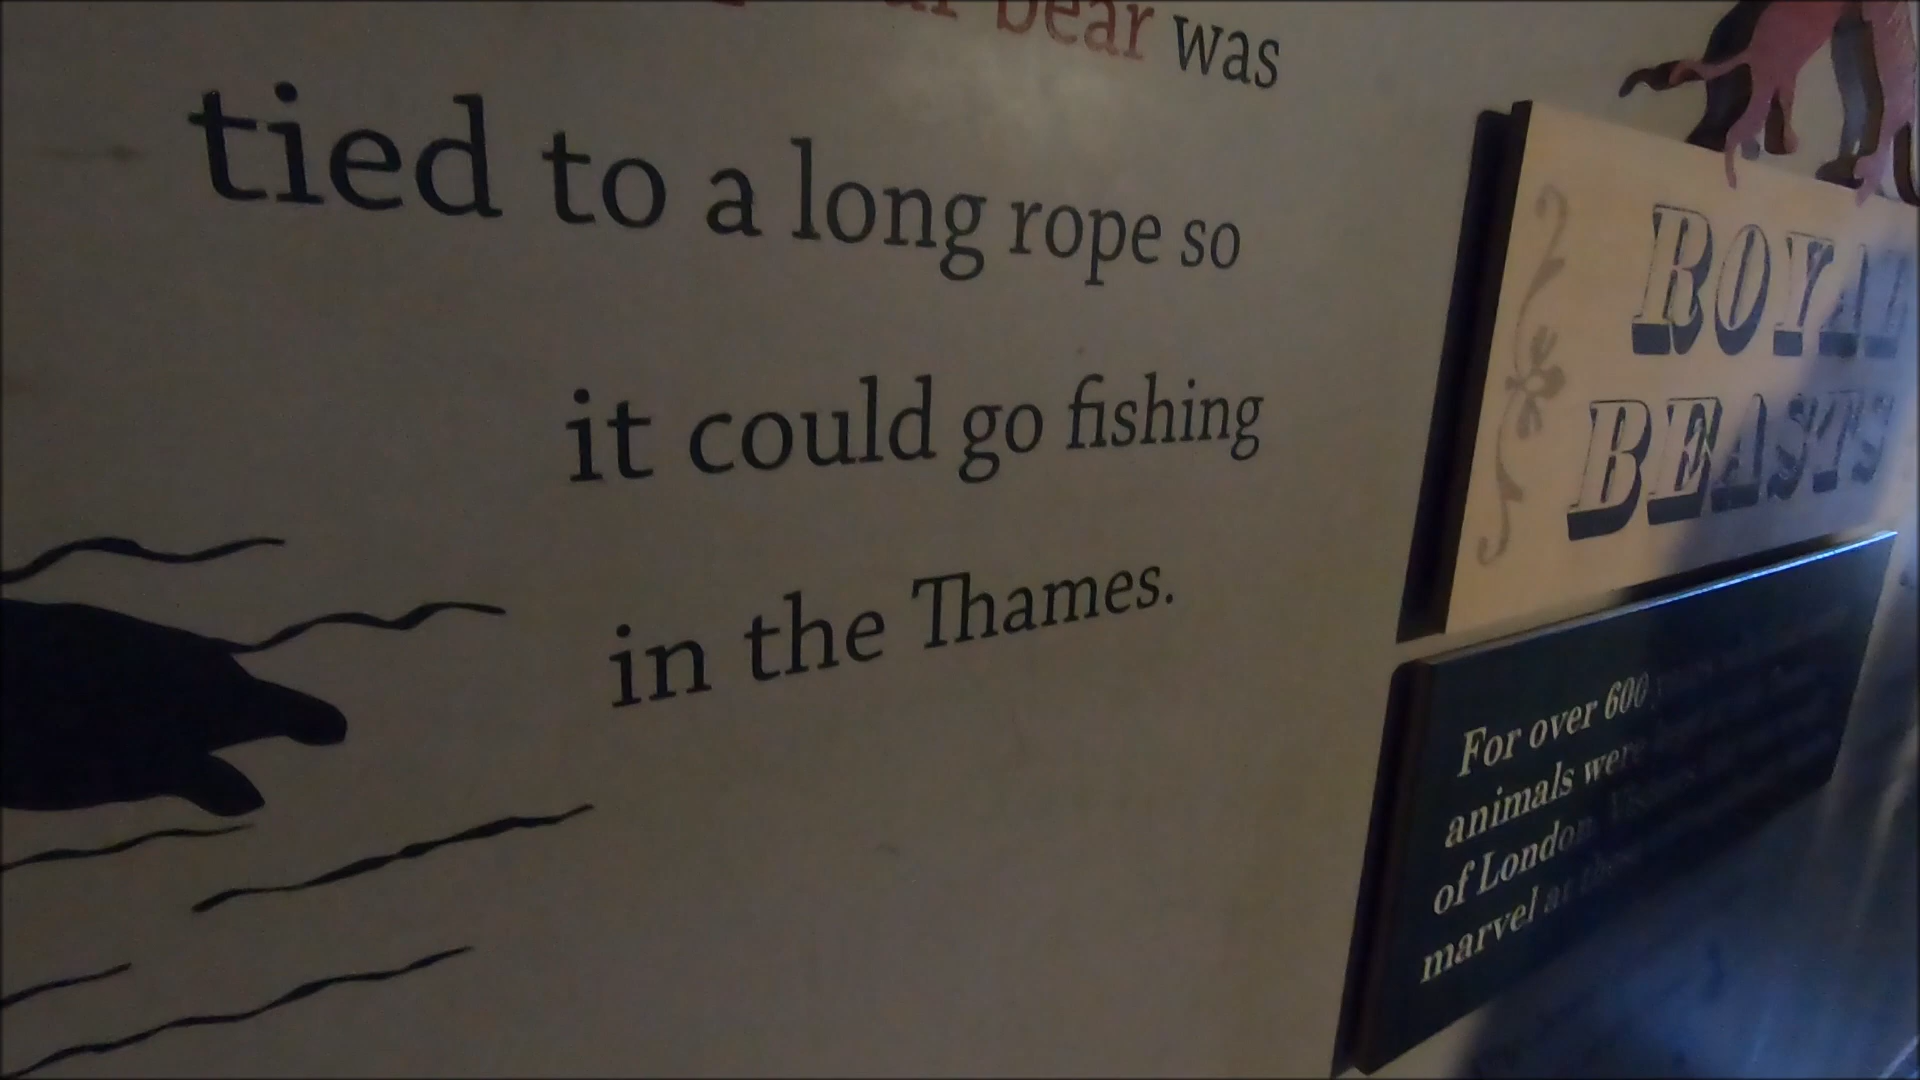 bear was
tied to a long rope so
it could go fishing
in the Thames.
ROYAL
BEASTS
For over 600
animals were
of London
marvel at